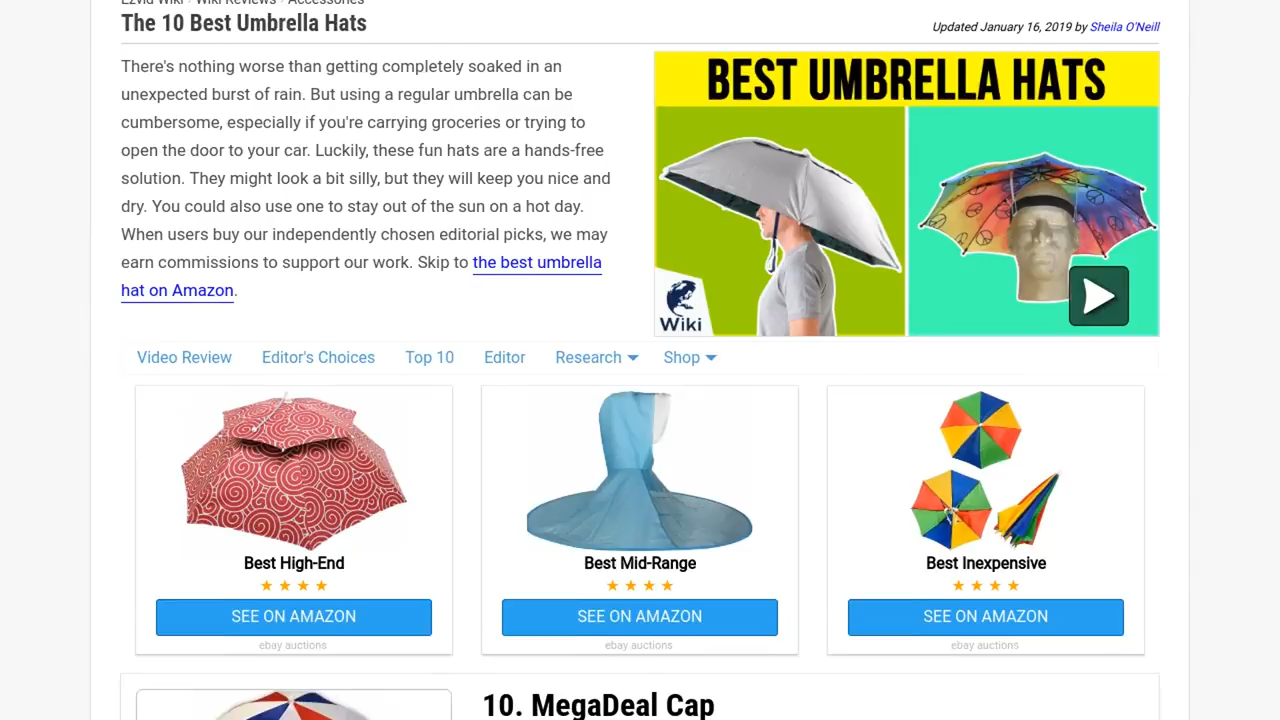 Ezvid Wiki › Wiki Reviews › Accessories
The 10 Best Umbrella Hats
Updated January 16, 2019 by Sheila O'Neill
There's nothing worse than getting completely soaked in an
unexpected burst of rain. But using a regular umbrella can be
cumbersome, especially if you're carrying groceries or trying to
open the door to your car. Luckily, these fun hats are a hands-free
solution. They might look a bit silly, but they will keep you nice and
dry. You could also use one to stay out of the sun on a hot day.
When users buy our independently chosen editorial picks, we may
earn commissions to support our work. Skip to the best umbrella
hat on Amazon.
BEST UMBRELLA HATS
Wiki
Video Review Editor's Choices Top 10 Editor Research Shop
Best High-End
SEE ON AMAZON
ebay auctions
Best Mid-Range
SEE ON AMAZON
ebay auctions
Best Inexpensive
SEE ON AMAZON
ebay auctions
10. MegaDeal Cap